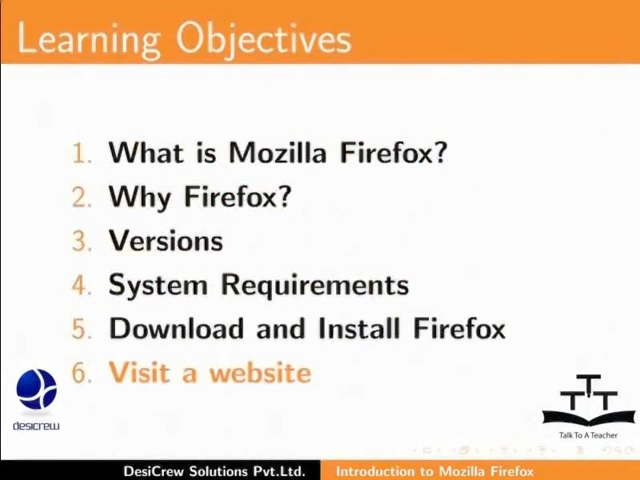 Learning Objectives
1. What is Mozilla Firefox?
2. Why Firefox?
3. Versions
4. System Requirements
5. Download and Install Firefox
6. Visit a website
desicrew
TTT
Talk To A Teacher
DesiCrew Solutions Pvt.Ltd. Introduction to Mozilla Firefox